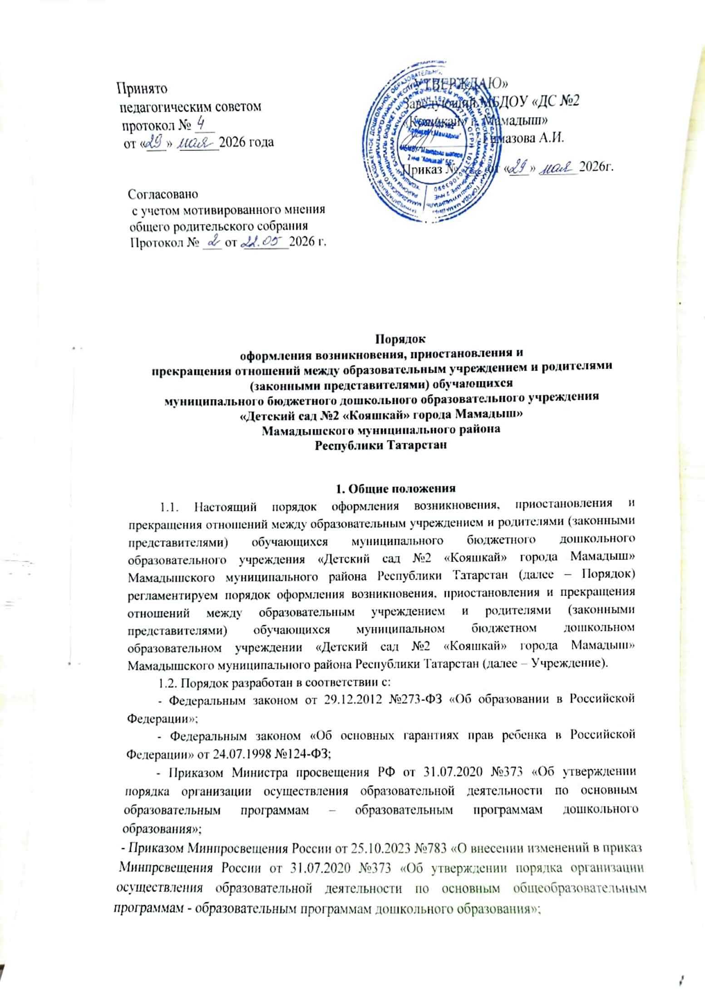 Принято
педагогическим советом
протокол № 4
от «29» мая 2026 года
«УТВЕРЖДАЮ»
Заведующий МБДОУ «ДС №2
«Кояшкай» г. Мамадыш»
Гимазова А.И.
Приказ № от «29» мая 2026г.
Согласовано
с учетом мотивированного мнения
общего родительского собрания
Протокол № 2 от 22.05 2026 г.
Порядок
оформления возникновения, приостановления и
прекращения отношений между образовательным учреждением и родителями
(законными представителями) обучающихся
муниципального бюджетного дошкольного образовательного учреждения
«Детский сад №2 «Кояшкай» города Мамадыш»
Мамадышского муниципального района
Республики Татарстан
1. Общие положения
1.1. Настоящий порядок оформления возникновения, приостановления и
прекращения отношений между образовательным учреждением и родителями (законными
представителями) обучающихся муниципального бюджетного дошкольного
образовательного учреждения «Детский сад №2 «Кояшкай» города Мамадыш»
Мамадышского муниципального района Республики Татарстан (далее – Порядок)
регламентируем порядок оформления возникновения, приостановления и прекращения
отношений между образовательным учреждением и родителями (законными
представителями) обучающихся муниципальном бюджетном дошкольном
образовательном учреждении «Детский сад №2 «Кояшкай» города Мамадыш»
Мамадышского муниципального района Республики Татарстан (далее – Учреждение).
1.2. Порядок разработан в соответствии с:
- Федеральным законом от 29.12.2012 №273-ФЗ «Об образовании в Российской
Федерации»;
- Федеральным законом «Об основных гарантиях прав ребенка в Российской
Федерации» от 24.07.1998 №124-ФЗ;
- Приказом Министра просвещения РФ от 31.07.2020 №373 «Об утверждении
порядка организации осуществления образовательной деятельности по основным
образовательным программам – образовательным программам дошкольного
образования»;
- Приказом Минпросвещения России от 25.10.2023 №783 «О внесении изменений в приказ
Минпрсвещения России от 31.07.2020 №373 «Об утверждении порядка организации
осуществления образовательной деятельности по основным общеобразовательным
программам - образовательным программам дошкольного образования»;